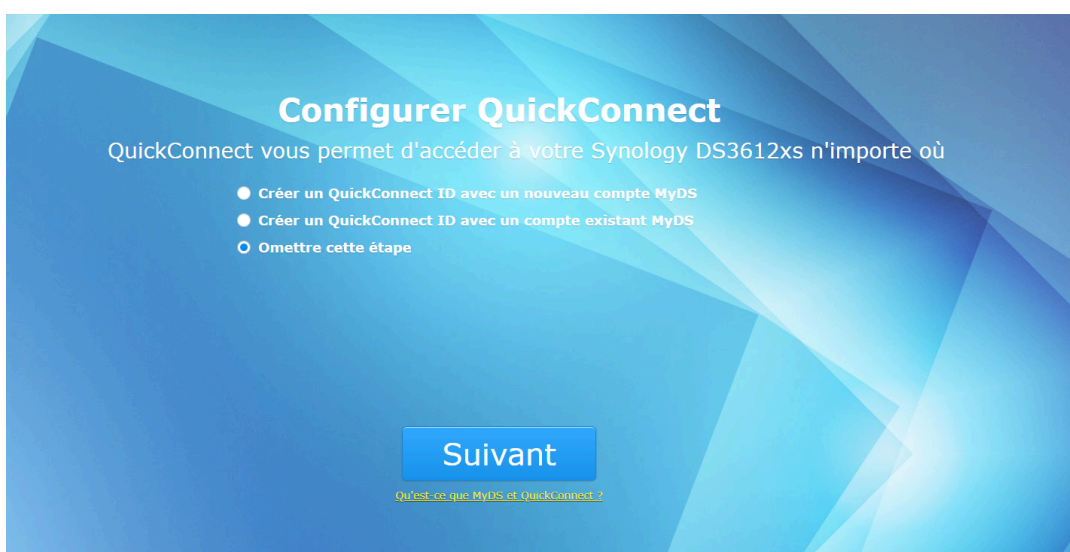 Configurer QuickConnect
QuickConnect vous permet d'accéder à votre Synology DS3612xs n'importe où
Créer un QuickConnect ID avec un nouveau compte MyDS
Créer un QuickConnect ID avec un compte existant MyDS
Omettre cette étape
Suivant
Qu'est-ce que MyDS et QuickConnect ?